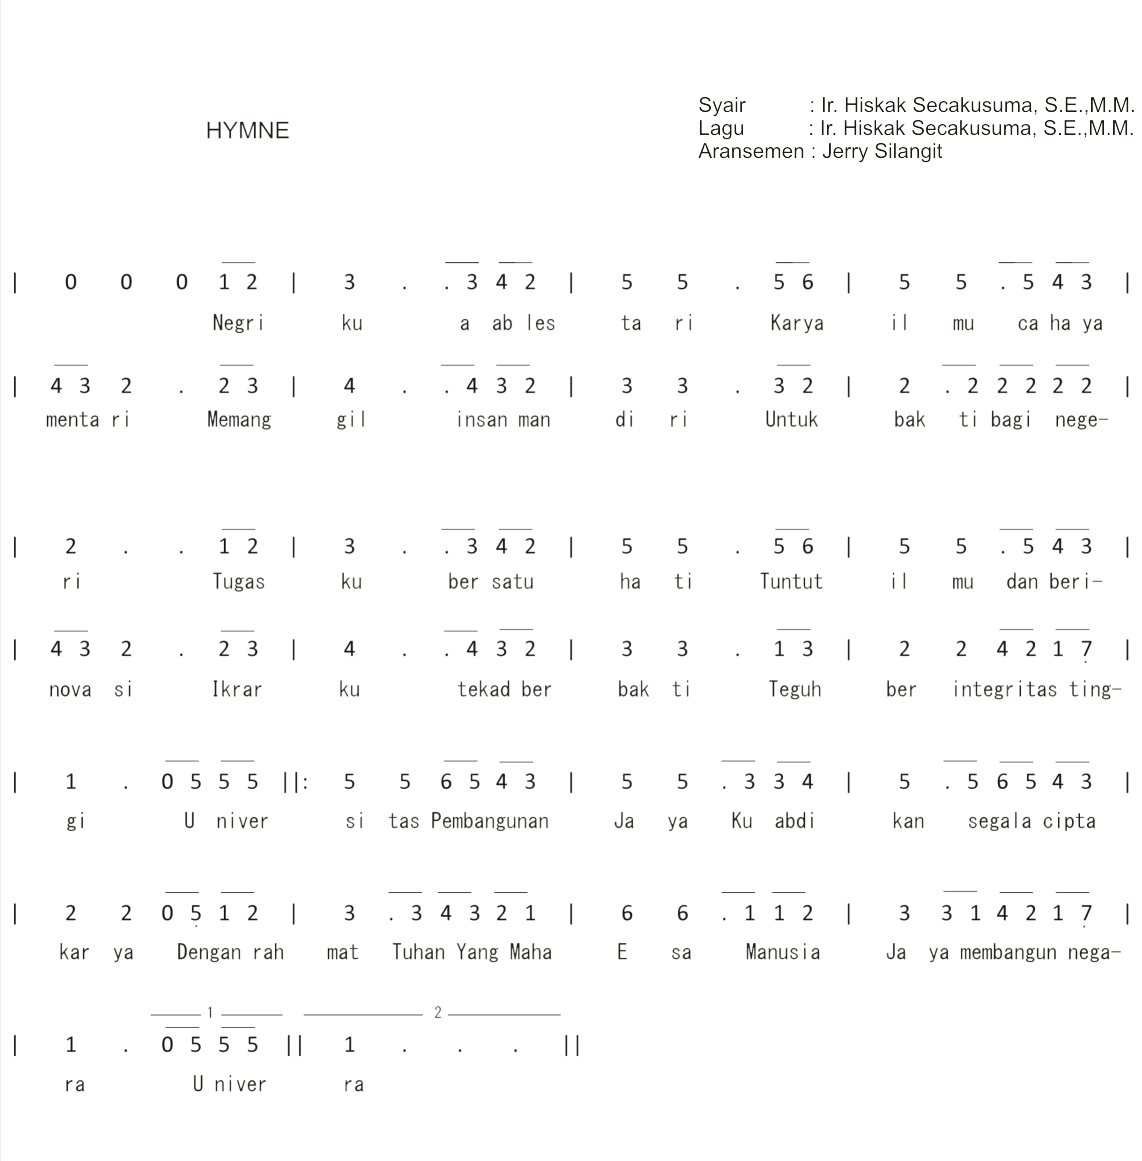 HYMNE
Syair : Ir. Hiskak Secakusuma, S.E.,M.M.
Lagu : Ir. Hiskak Secakusuma, S.E.,M.M.
Aransemen : Jerry Silangit
| 0 0 0 1 2 | 3 . . 3 4 2 | 5 5 . 5 6 | 5 5 . 5 4 3 |
Negri ku a ab les ta ri Karya il mu ca ha ya
| 4 3 2 . 2 3 | 4 . . 4 3 2 | 3 3 . 3 2 | 2 . 2 2 2 2 2 |
menta ri Memang gil insan man di ri Untuk bak ti bagi nege-
| 2 . . 1 2 | 3 . . 3 4 2 | 5 5 . 5 6 | 5 5 . 5 4 3 |
ri Tugas ku ber satu ha ti Tuntut il mu dan beri-
| 4 3 2 . 2 3 | 4 . . 4 3 2 | 3 3 . 1 3 | 2 2 4 2 1 7̣ |
nova si Ikrar ku tekad ber bak ti Teguh ber integritas ting-
| 1 . 0 5 5 5 ||: 5 5 6 5 4 3 | 5 5 . 3 3 4 | 5 . 5 6 5 4 3 |
gi U niver si tas Pembangunan Ja ya Ku abdi kan segala cipta
| 2 2 0 5̣ 1 2 | 3 . 3 4 3 2 1 | 6 6 . 1 1 2 | 3 3 1 4 2 1 7̣ |
kar ya Dengan rah mat Tuhan Yang Maha E sa Manusia Ja ya membangun nega-
1 2
| 1 . 0 5 5 5 || 1 . . . ||
ra U niver ra